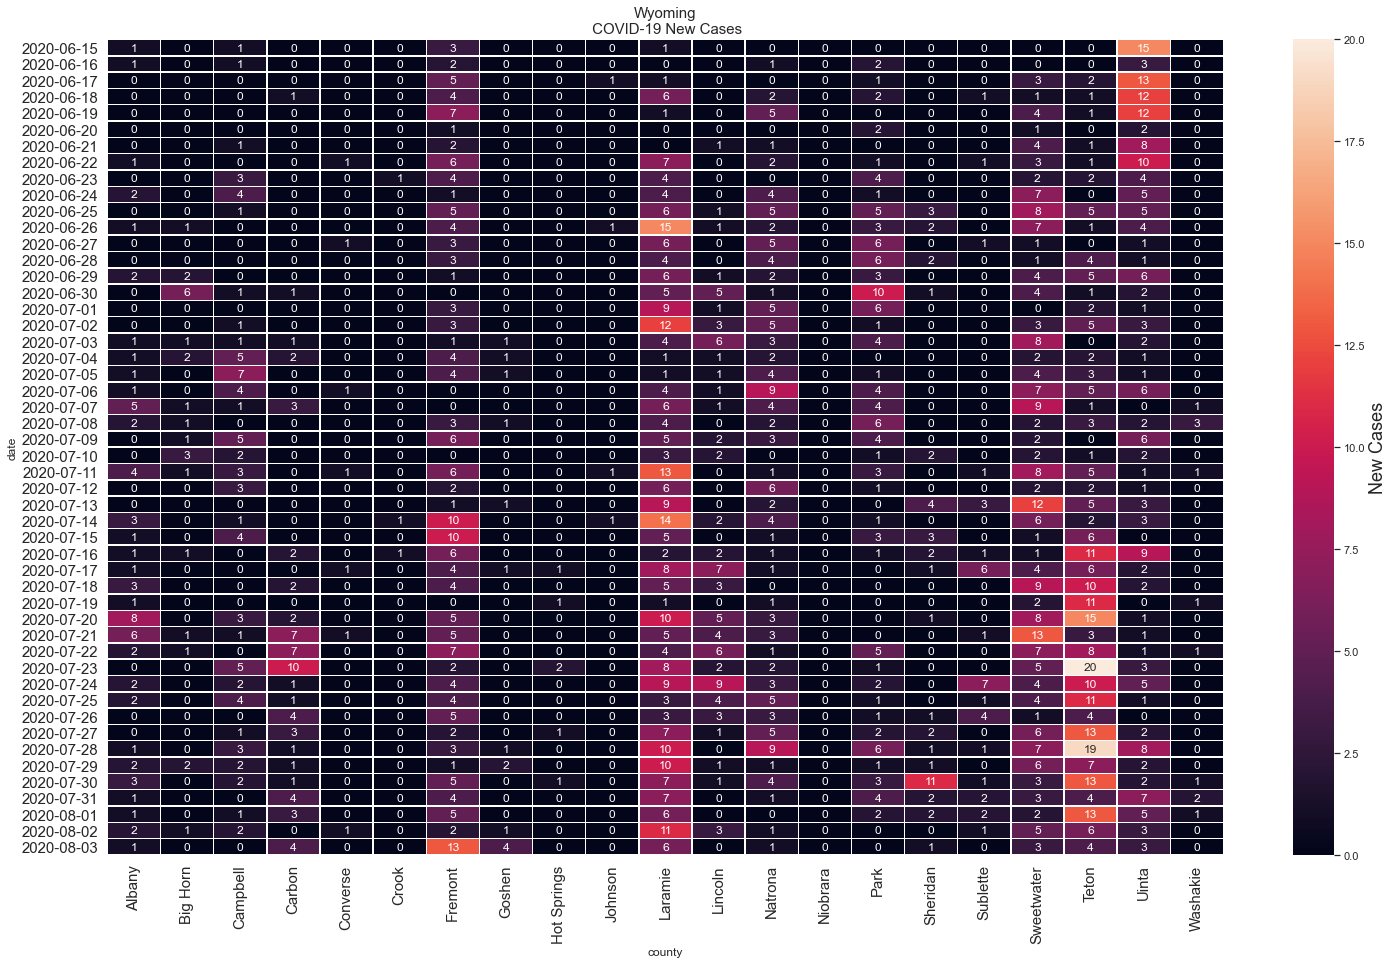 Wyoming
COVID-19 New Cases
2020-06-15 1 0 1 0 0 0 3 0 0 0 1 0 0 0 0 0 0 0 0 15 0
2020-06-16 1 0 1 0 0 0 2 0 0 0 0 0 1 0 2 0 0 0 0 3 0
2020-06-17 0 0 0 0 0 0 5 0 0 1 1 0 0 0 1 0 0 3 2 13 0
2020-06-18 0 0 0 1 0 0 4 0 0 0 6 0 2 0 2 0 1 1 1 12 0
2020-06-19 0 0 0 0 0 0 7 0 0 0 1 0 5 0 0 0 0 4 1 12 0
2020-06-20 0 0 0 0 0 0 1 0 0 0 0 0 0 0 2 0 0 1 0 2 0
2020-06-21 0 0 1 0 0 0 2 0 0 0 0 1 1 0 0 0 0 4 1 8 0
2020-06-22 1 0 0 0 1 0 6 0 0 0 7 0 2 0 1 0 1 3 1 10 0
2020-06-23 0 0 3 0 0 1 4 0 0 0 4 0 0 0 4 0 0 2 2 4 0
2020-06-24 2 0 4 0 0 0 1 0 0 0 4 0 4 0 1 0 0 7 0 5 0
2020-06-25 0 0 1 0 0 0 5 0 0 0 6 1 5 0 5 3 0 8 5 5 0
2020-06-26 1 1 0 0 0 0 4 0 0 1 15 1 2 0 3 2 0 7 1 4 0
2020-06-27 0 0 0 0 1 0 3 0 0 0 6 0 5 0 6 0 1 1 0 1 0
2020-06-28 0 0 0 0 0 0 3 0 0 0 4 0 4 0 6 2 0 1 4 1 0
2020-06-29 2 2 0 0 0 0 1 0 0 0 6 1 2 0 3 0 0 4 5 6 0
2020-06-30 0 6 1 1 0 0 0 0 0 0 5 5 1 0 10 1 0 4 1 2 0
2020-07-01 0 0 0 0 0 0 3 0 0 0 9 1 5 0 6 0 0 0 2 1 0
2020-07-02 0 0 1 0 0 0 3 0 0 0 12 3 5 0 1 0 0 3 5 3 0
2020-07-03 1 1 1 1 0 0 1 1 0 0 4 6 3 0 4 0 0 8 0 2 0
2020-07-04 1 2 5 2 0 0 4 1 0 0 1 1 2 0 0 0 0 2 2 1 0
2020-07-05 1 0 7 0 0 0 4 1 0 0 1 1 4 0 1 0 0 4 3 1 0
2020-07-06 1 0 4 0 1 0 0 0 0 0 4 1 9 0 4 0 0 7 5 6 0
2020-07-07 5 1 1 3 0 0 0 0 0 0 6 1 4 0 4 0 0 9 1 0 1
2020-07-08 2 1 0 0 0 0 3 1 0 0 4 0 2 0 6 0 0 2 3 2 3
2020-07-09 0 1 5 0 0 0 6 0 0 0 5 2 3 0 4 0 0 2 0 6 0
2020-07-10 0 3 2 0 0 0 0 0 0 0 3 2 0 0 1 2 0 2 1 2 0
2020-07-11 4 1 3 0 1 0 6 0 0 1 13 0 1 0 3 0 1 8 5 1 1
2020-07-12 0 0 3 0 0 0 2 0 0 0 6 0 6 0 1 0 0 2 2 1 0
2020-07-13 0 0 0 0 0 0 1 1 0 0 9 0 2 0 0 4 3 12 5 3 0
2020-07-14 3 0 1 0 0 1 10 0 0 1 14 2 4 0 1 0 0 6 2 3 0
2020-07-15 1 0 4 0 0 0 10 0 0 0 5 0 1 0 3 3 0 1 6 0 0
2020-07-16 1 1 0 2 0 1 6 0 0 0 2 2 1 0 1 2 1 1 11 9 0
2020-07-17 1 0 0 0 1 0 4 1 1 0 8 7 1 0 0 1 6 4 6 2 0
2020-07-18 3 0 0 2 0 0 4 0 0 0 5 3 0 0 0 0 0 9 10 2 0
2020-07-19 1 0 0 0 0 0 0 0 1 0 1 0 1 0 0 0 0 2 11 0 1
2020-07-20 8 0 3 2 0 0 5 0 0 0 10 5 3 0 0 1 0 8 15 1 0
2020-07-21 6 1 1 7 1 0 5 0 0 0 5 4 3 0 0 0 1 13 3 1 0
2020-07-22 2 1 0 7 0 0 7 0 0 0 4 6 1 0 5 0 0 7 8 1 1
2020-07-23 0 0 5 10 0 0 2 0 2 0 8 2 2 0 1 0 0 5 20 3 0
2020-07-24 2 0 2 1 0 0 4 0 0 0 9 9 3 0 2 0 7 4 10 5 0
2020-07-25 2 0 4 1 0 0 4 0 0 0 3 4 5 0 1 0 1 4 11 1 0
2020-07-26 0 0 0 4 0 0 5 0 0 0 3 3 3 0 1 1 4 1 4 0 0
2020-07-27 0 0 1 3 0 0 2 0 1 0 7 1 5 0 2 2 0 6 13 2 0
2020-07-28 1 0 3 1 0 0 3 1 0 0 10 0 9 0 6 1 1 7 19 8 0
2020-07-29 2 2 2 1 0 0 1 2 0 0 10 1 1 0 1 1 0 6 7 2 0
2020-07-30 3 0 2 1 0 0 5 0 1 0 7 1 4 0 3 11 1 3 13 2 1
2020-07-31 1 0 0 4 0 0 4 0 0 0 7 0 1 0 4 2 2 3 4 7 2
2020-08-01 1 0 1 3 0 0 5 0 0 0 6 0 0 0 2 2 2 2 13 5 1
2020-08-02 2 1 2 0 1 0 2 1 0 0 11 3 1 0 0 0 1 5 6 3 0
2020-08-03 1 0 0 4 0 0 13 4 0 0 6 0 1 0 0 1 0 3 4 3 0
Albany Big Horn Campbell Carbon Converse Crook Fremont Goshen Hot Springs Johnson Laramie Lincoln Natrona Niobrara Park Sheridan Sublette Sweetwater Teton Uinta Washakie
county
date
20.0
17.5
15.0
12.5
10.0
7.5
5.0
2.5
0.0
New Cases